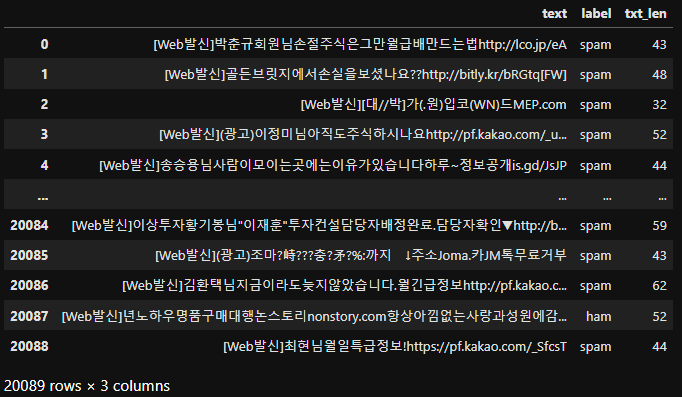 text label txt_len
0 [Web발신]박춘규회원님손절주식은그만월급배만드는법http://lco.jp/eA spam 43
1 [Web발신]골든브릿지에서손실을보셨나요??http://bitly.kr/bRGtq[FW] spam 48
2 [Web발신][대//박]가(.원)입코(WN)드MEP.com spam 32
3 [Web발신](광고)이정미님아직도주식하시나요http://pf.kakao.com/_u... spam 52
4 [Web발신]송승용님사람이모이는곳에는이유가있습니다하루~정보공개is.gd/JsJP spam 44
... ... ... ...
20084 [Web발신]이상투자황기봉님"이재훈"투자컨설담당자배정완료.담당자확인▼http://b... spam 59
20085 [Web발신](광고)조마?峙???충?矛?%:까지 ↓주소Joma.카JM톡무료거부 spam 43
20086 [Web발신]김환택님지금이라도늦지않았습니다.월긴급정보http://pf.kakao.c... spam 62
20087 [Web발신]년노하우명품구매대행논스토리nonstory.com항상아낌없는사랑과성원에감... ham 52
20088 [Web발신]최현님월일특급정보!https://pf.kakao.com/_SfcsT spam 44
20089 rows × 3 columns